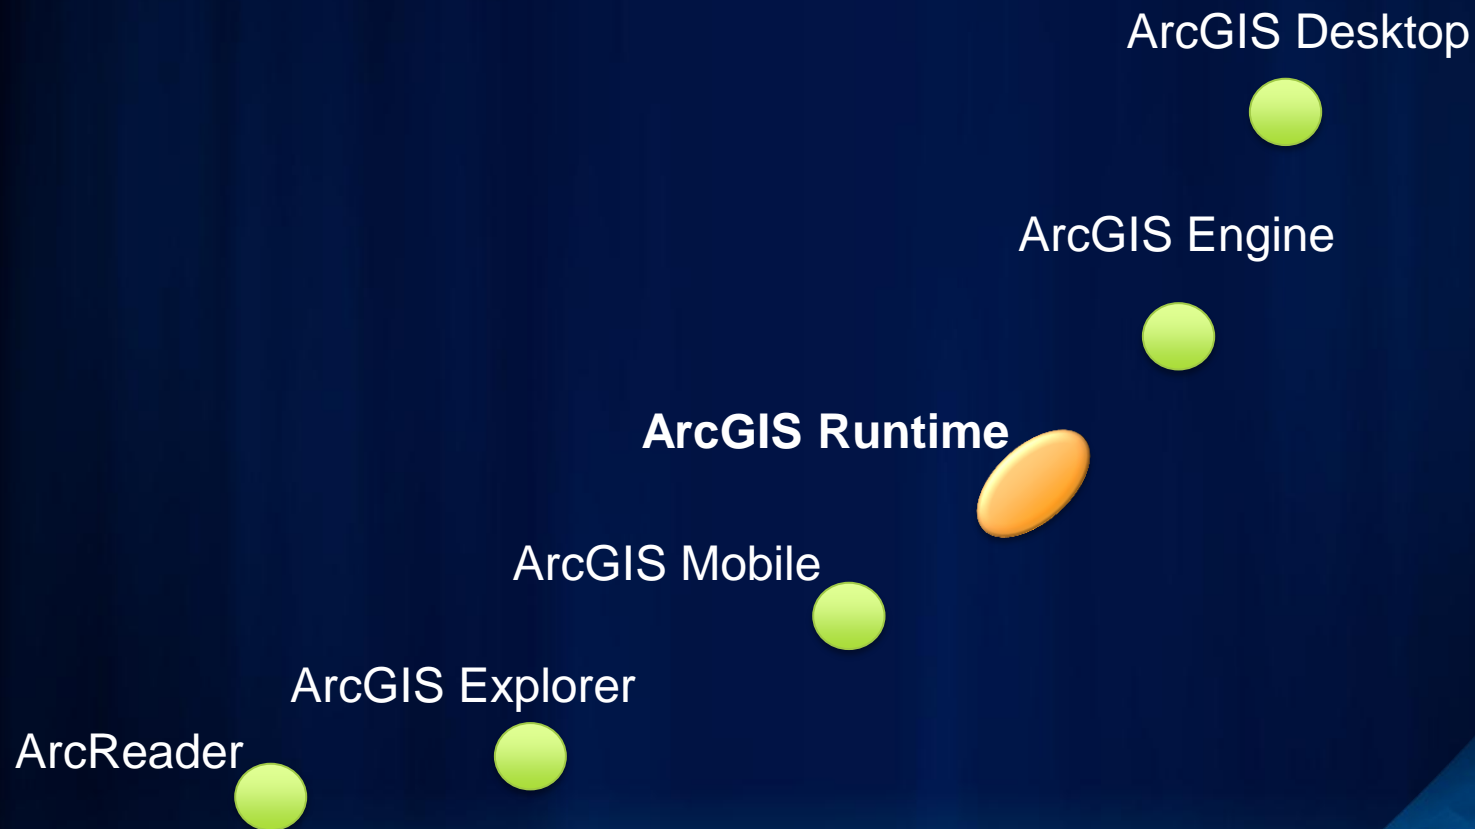 ArcGIS Desktop
ArcGIS Engine
ArcGIS Runtime
ArcGIS Mobile
ArcGIS Explorer
ArcReader